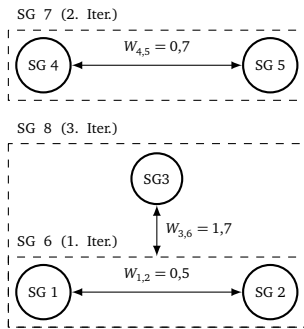 SG 7 (2. Iter.)
SG 4
W4,5 = 0,7
SG 5
SG 8 (3. Iter.)
SG3
W3,6 = 1,7
SG 6 (1. Iter.)
SG 1
W1,2 = 0,5
SG 2